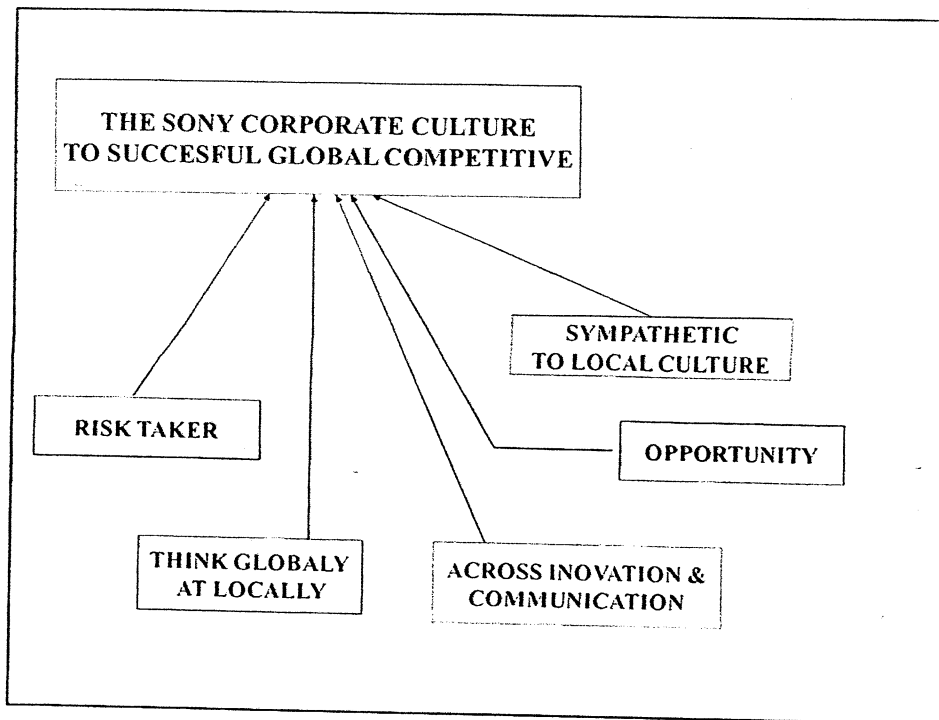 THE SONY CORPORATE CULTURE
TO SUCCESFUL GLOBAL COMPETITIVE
SYMPATHETIC
TO LOCAL CULTURE
RISK TAKER
OPPORTUNITY
THINK GLOBALY
AT LOCALLY
ACROSS INOVATION &
COMMUNICATION